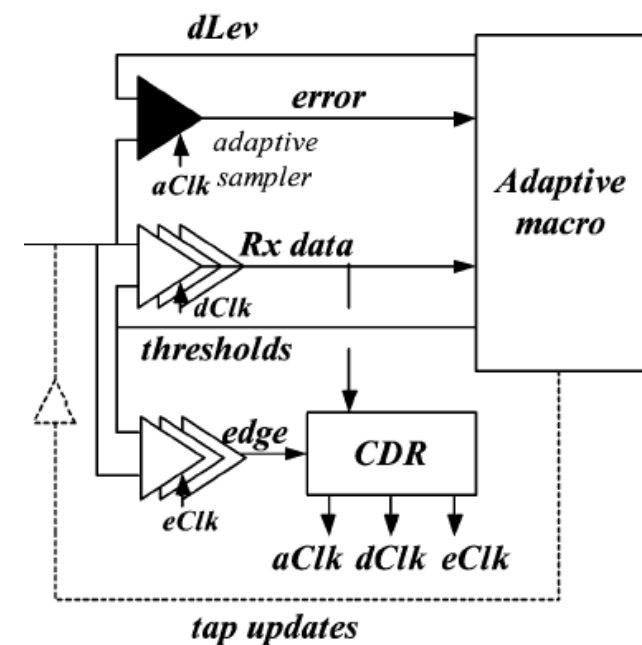 dLev
error
adaptive
sampler
aClk
Adaptive
macro
Rx data
dClk
thresholds
edge
eClk
CDR
aClk dClk eClk
tap updates